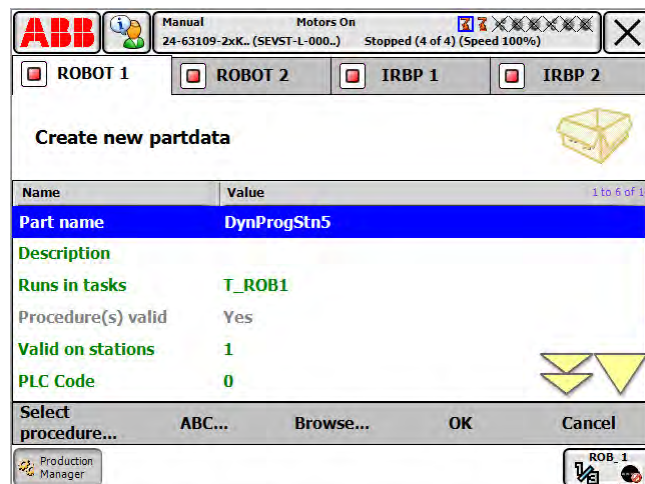 ABB
Manual Motors On
24-63109-2xK.. (SEVST-L-000..) Stopped (4 of 4) (Speed 100%)
ROBOT 1 ROBOT 2 IRBP 1 IRBP 2
Create new partdata
Name Value 1 to 6 of 1
Part name DynProgStn5
Description
Runs in tasks T_ROB1
Procedure(s) valid Yes
Valid on stations 1
PLC Code 0
Select procedure... ABC... Browse... OK Cancel
Production Manager
ROB_1
1/3